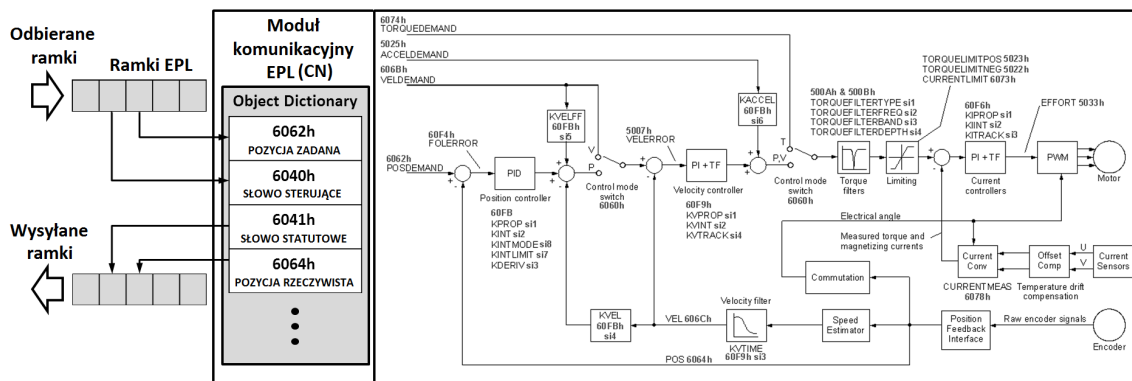 Odbierane
ramki
Ramki EPL
Wysyłane
ramki
Moduł
komunikacyjny
EPL (CN)
Object Dictionary
6062h
POZYCJA ZADANA
6040h
SŁOWO STERUJĄCE
6041h
SŁOWO STATUTOWE
6064h
POZYCJA RZECZYWISTA
6074h
TORQUEDEMAND
5025h
ACCELDEMAND
606Bh
VELDEMAND
60F4h
FOLERROR
6062h
POSDEMAND
+
-
PID
Position controller
60FB
KPROP si1
KINT si2
KINTMODE si8
KINTLIMIT si7
KDERIV si3
KVELFF
60FBh
si5
+
+
-
V
P
Control mode
switch
6060h
5007h
VELERROR
+
-
PI + TF
Velocity controller
60F9h
KVPROP si1
KVINT si2
KVTRACK si4
KACCEL
60FBh
si6
+
+
T
P,V
Control mode
switch
6060h
500Ah & 500Bh
TORQUEFILTERTYPE si1
TORQUEFILTERFREQ si2
TORQUEFILTERBAND si3
TORQUEFILTERDEPTH si4
Torque
filters
Limiting
TORQUELIMITPOS 5023h
TORQUELIMITNEG 5022h
CURRENTLIMIT 6073h
+
-
60F6h
KIPROP si1
KIINT si2
KITRACK si3
PI + TF
Current
controllers
EFFORT 5033h
PWM
Motor
Electrical angle
Measured torque and
magnetizing currents
Current
Conv
CURRENTMEAS
6078h
Offset
Comp
Temperature drift
compensation
U
V
Current
Sensors
Commutation
KVEL
60FBh
si4
VEL 606Ch
Velocity filter
KVTIME
60F9h si3
Speed
Estimator
Position
Feedback
Interface
Raw encoder signals
Encoder
POS 6064h